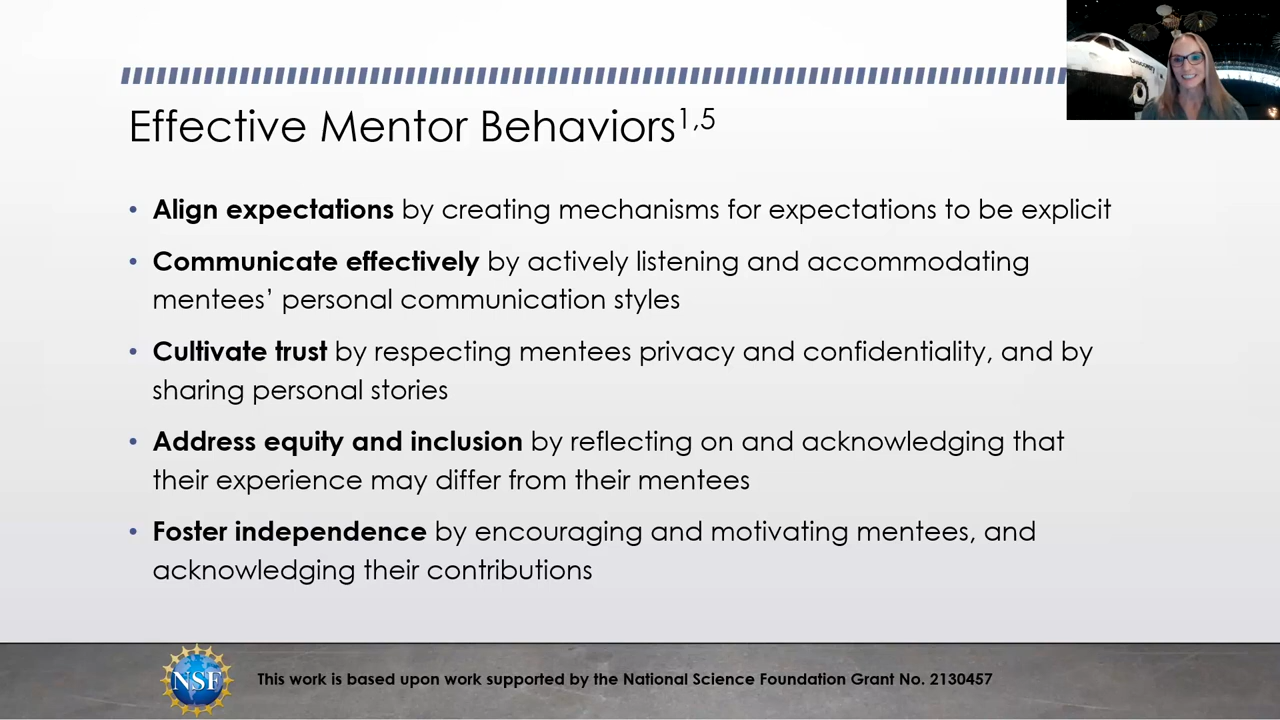 Effective Mentor Behaviors1,5
• Align expectations by creating mechanisms for expectations to be explicit
• Communicate effectively by actively listening and accommodating
mentees’ personal communication styles
• Cultivate trust by respecting mentees privacy and confidentiality, and by
sharing personal stories
• Address equity and inclusion by reflecting on and acknowledging that
their experience may differ from their mentees
• Foster independence by encouraging and motivating mentees, and
acknowledging their contributions
NSF
This work is based upon work supported by the National Science Foundation Grant No. 2130457